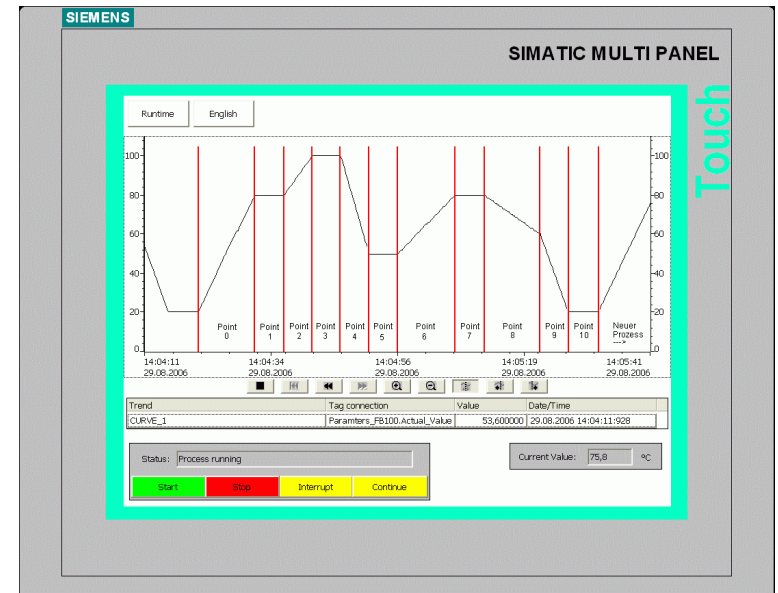 SIEMENS
SIMATIC MULTI PANEL
Touch
Runtime English
100 100
80 80
60 60
40 40
20 20
0 0
Point 0
Point 1
Point 2
Point 3
Point 4
Point 5
Point 6
Point 7
Point 8
Point 9
Point 10
Neuer
Prozess
--->
14:04:11 14:04:34 14:04:56 14:05:19 14:05:41
29.08.2006 29.08.2006 29.08.2006 29.08.2006 29.08.2006
Trend Tag connection Value Date/Time
CURVE_1 Paramters_FB100.Actual_Value 53,600000 29.08.2006 14:04:11:928
Status: Process running
Current Value: 75,8 ºC
Start Stop Interrupt Continue